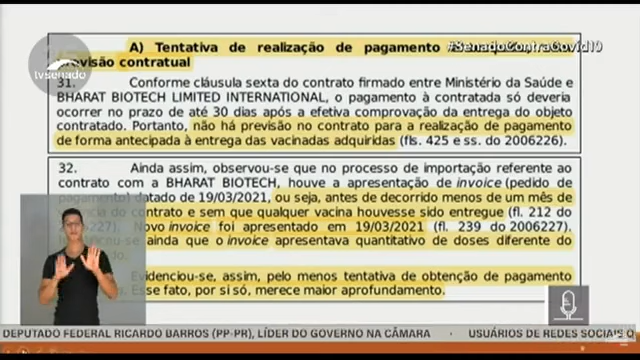 A) Tentativa de realização de pagamento
#SenadoContraCovid19
tvsenado
previsão contratual
31. Conforme cláusula sexta do contrato firmado entre Ministério da Saúde e
BHARAT BIOTECH LIMITED INTERNATIONAL, o pagamento à contratada só deveria
ocorrer no prazo de até 30 dias após a efetiva comprovação da entrega do objeto
contratado. Portanto, não há previsão no contrato para a realização de pagamento
de forma antecipada à entrega das vacinadas adquiridas (fls. 425 e ss. do 2006226).
32. Ainda assim, observou-se que no processo de importação referente ao
contrato com a BHARAT BIOTECH, houve a apresentação de invoice (pedido de
pagamento) datado de 19/03/2021, ou seja, antes de decorrido menos de um mês de
do contrato e sem que qualquer vacina houvesse sido entregue (fl. 212 do
Novo invoice foi apresentado em 19/03/2021 (fl. 239 do 2006227).
ainda que o invoice apresentava quantitativo de doses diferente do
Evidenciou-se, assim, pelo menos tentativa de obtenção de pagamento
Esse fato, por si só, merece maior aprofundamento.
DEPUTADO FEDERAL RICARDO BARROS (PP-PR), LÍDER DO GOVERNO NA CÂMARA · USUÁRIOS DE REDES SOCIAIS